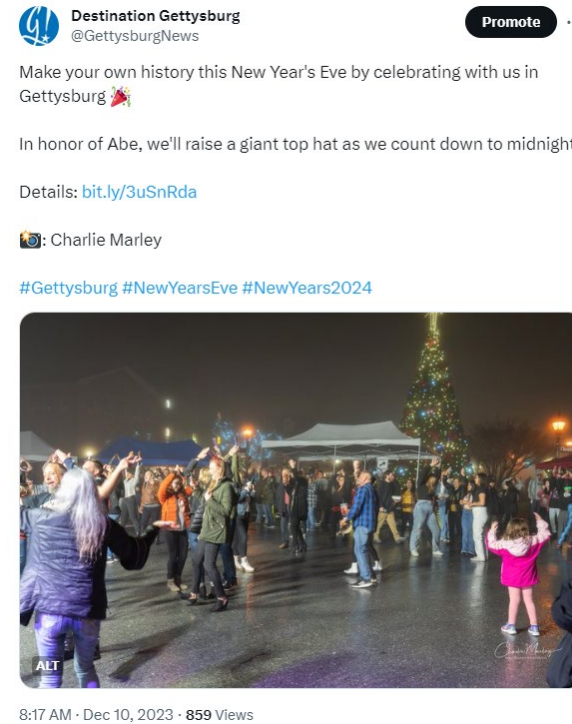 Destination Gettysburg
@GettysburgNews
Promote
Make your own history this New Year's Eve by celebrating with us in
Gettysburg
In honor of Abe, we'll raise a giant top hat as we count down to midnight
Details: bit.ly/3uSnRda
: Charlie Marley
#Gettysburg #NewYearsEve #NewYears2024
Charlie Marley
ALT
8:17 AM · Dec 10, 2023 · 859 Views